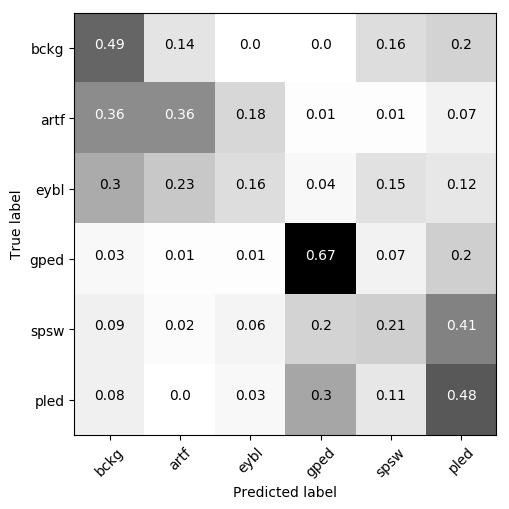 True label
bckg 0.49 0.14 0.0 0.0 0.16 0.2
artf 0.36 0.36 0.18 0.01 0.01 0.07
eybl 0.3 0.23 0.16 0.04 0.15 0.12
gped 0.03 0.01 0.01 0.67 0.07 0.2
spsw 0.09 0.02 0.06 0.2 0.21 0.41
pled 0.08 0.0 0.03 0.3 0.11 0.48
bckg artf eybl gped spsw pled
Predicted label